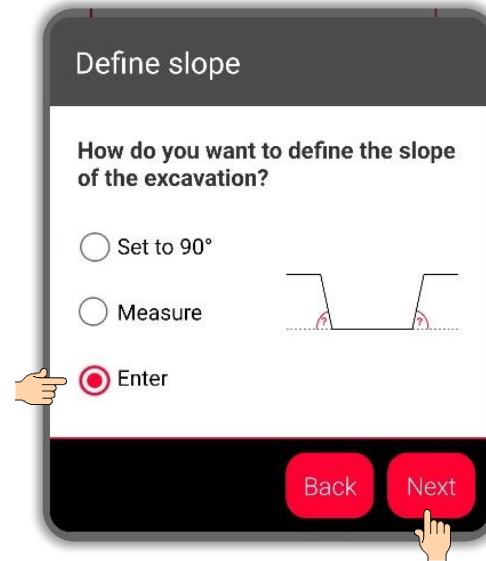 Define slope
How do you want to define the slope
of the excavation?
Set to 90°
Measure
? ?
Enter
Back Next